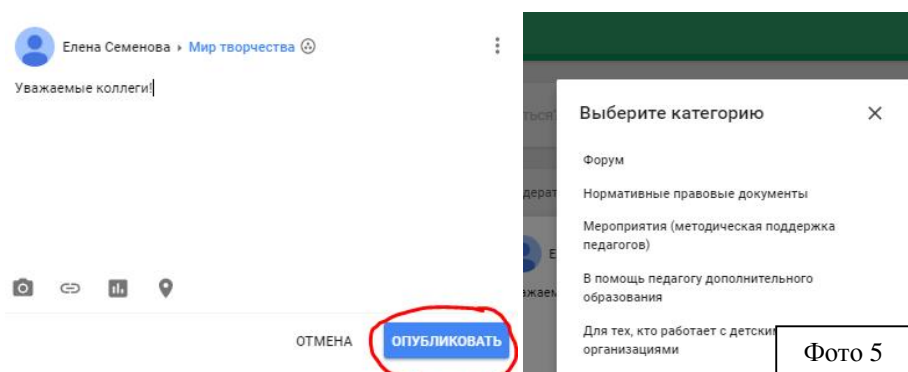 Елена Семенова ▸ Мир творчества
Уважаемые коллеги!
ОТМЕНА
ОПУБЛИКОВАТЬ
Выберите категорию
Форум
Нормативные правовые документы
Мероприятия (методическая поддержка
педагогов)
В помощь педагогу дополнительного
образования
Для тех, кто работает с
организациями
Фото 5